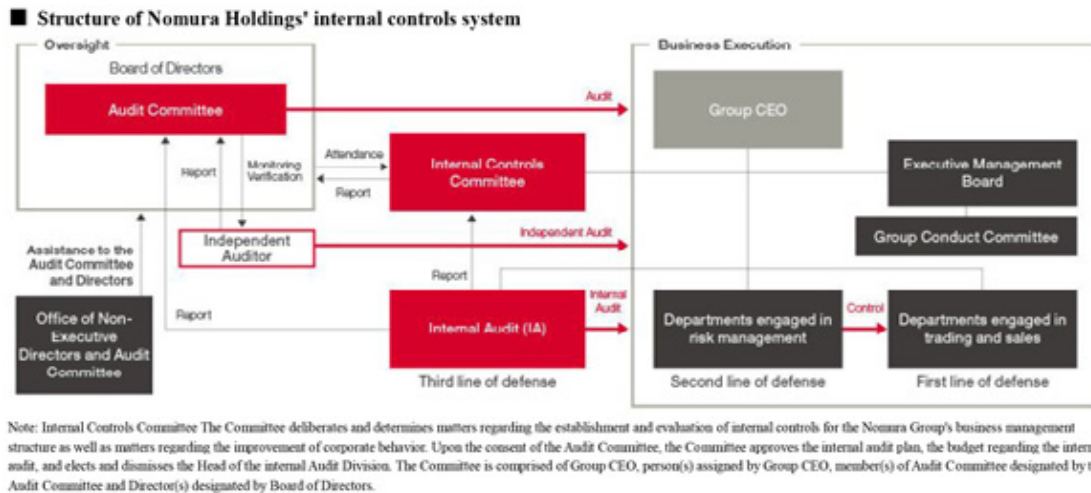 ■ Structure of Nomura Holdings' internal controls system
Oversight
Business Execution
Board of Directors
Audit Committee
Audit
Group CEO
Report
Monitoring
Verification
Attendance
Report
Internal Controls
Committee
Executive Management
Board
Group Conduct Committee
Independent
Auditor
Independent Audit
Assistance to the
Audit Committee
and Directors
Report
Office of Non-
Executive
Directors and Audit
Committee
Report
Internal Audit (IA)
Internal
Audit
Departments engaged in
risk management
Control
Departments engaged in
trading and sales
Third line of defense
Second line of defense
First line of defense
Note: Internal Controls Committee The Committee deliberates and determines matters regarding the establishment and evaluation of internal controls for the Nomura Group's business management
structure as well as matters regarding the improvement of corporate behavior. Upon the consent of the Audit Committee, the Committee approves the internal audit plan, the budget regarding the intern
audit, and elects and dismisses the Head of the internal Audit Division. The Committee is comprised of Group CEO, person(s) assigned by Group CEO, member(s) of Audit Committee designated by t
Audit Committee and Director(s) designated by Board of Directors.